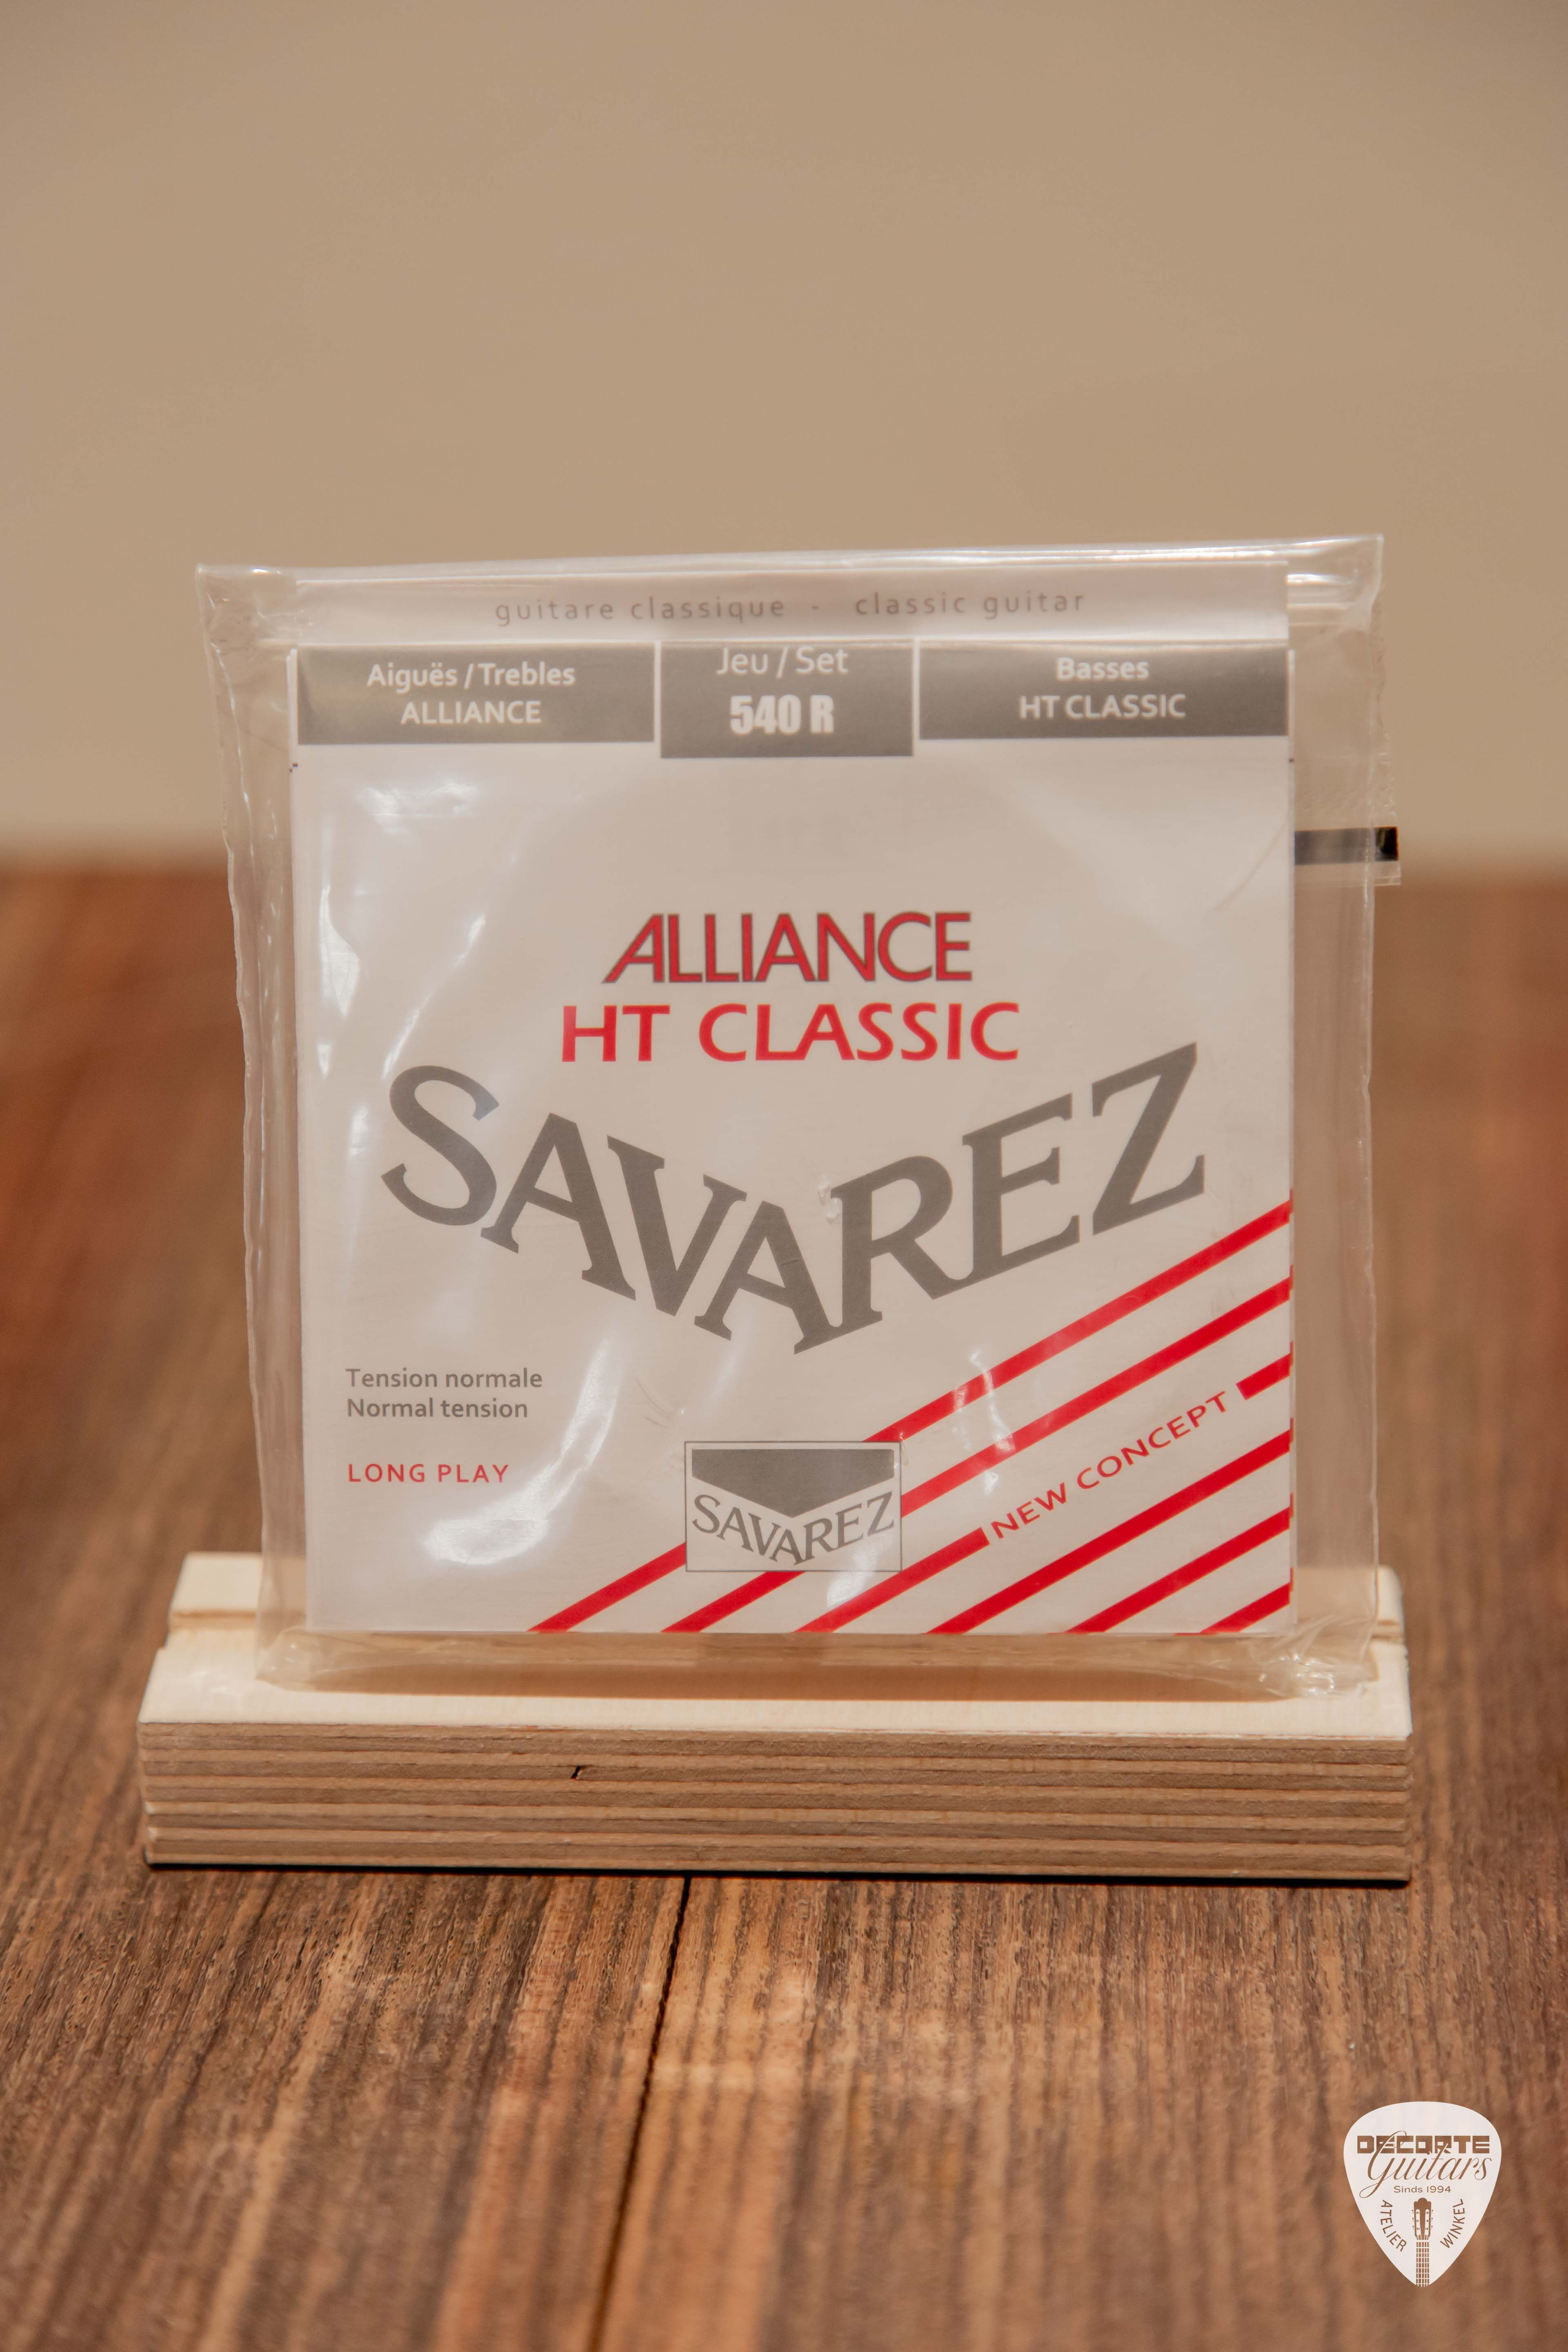 guitare classique - classic guitar
Aiguës / Trebles
ALLIANCE
Jeu / Set
540 R
Basses
HT CLASSIC
ALLIANCE
HT CLASSIC
SAVAREZ
Tension normale
Normal tension
LONG PLAY
NEW CONCEPT
SAVAREZ
DECORTE
Guitars
Sinds 1994
ATELIER
WINKEL